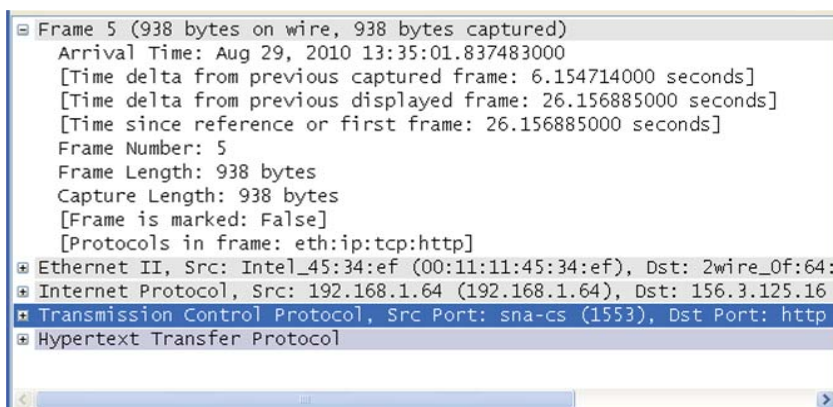 Frame 5 (938 bytes on wire, 938 bytes captured)
Arrival Time: Aug 29, 2010 13:35:01.837483000
[Time delta from previous captured frame: 6.154714000 seconds]
[Time delta from previous displayed frame: 26.156885000 seconds]
[Time since reference or first frame: 26.156885000 seconds]
Frame Number: 5
Frame Length: 938 bytes
Capture Length: 938 bytes
[Frame is marked: False]
[Protocols in frame: eth:ip:tcp:http]
Ethernet II, Src: Intel_45:34:ef (00:11:11:45:34:ef), Dst: 2wire_0f:64:
Internet Protocol, Src: 192.168.1.64 (192.168.1.64), Dst: 156.3.125.16
Transmission Control Protocol, Src Port: sna-cs (1553), Dst Port: http
Hypertext Transfer Protocol